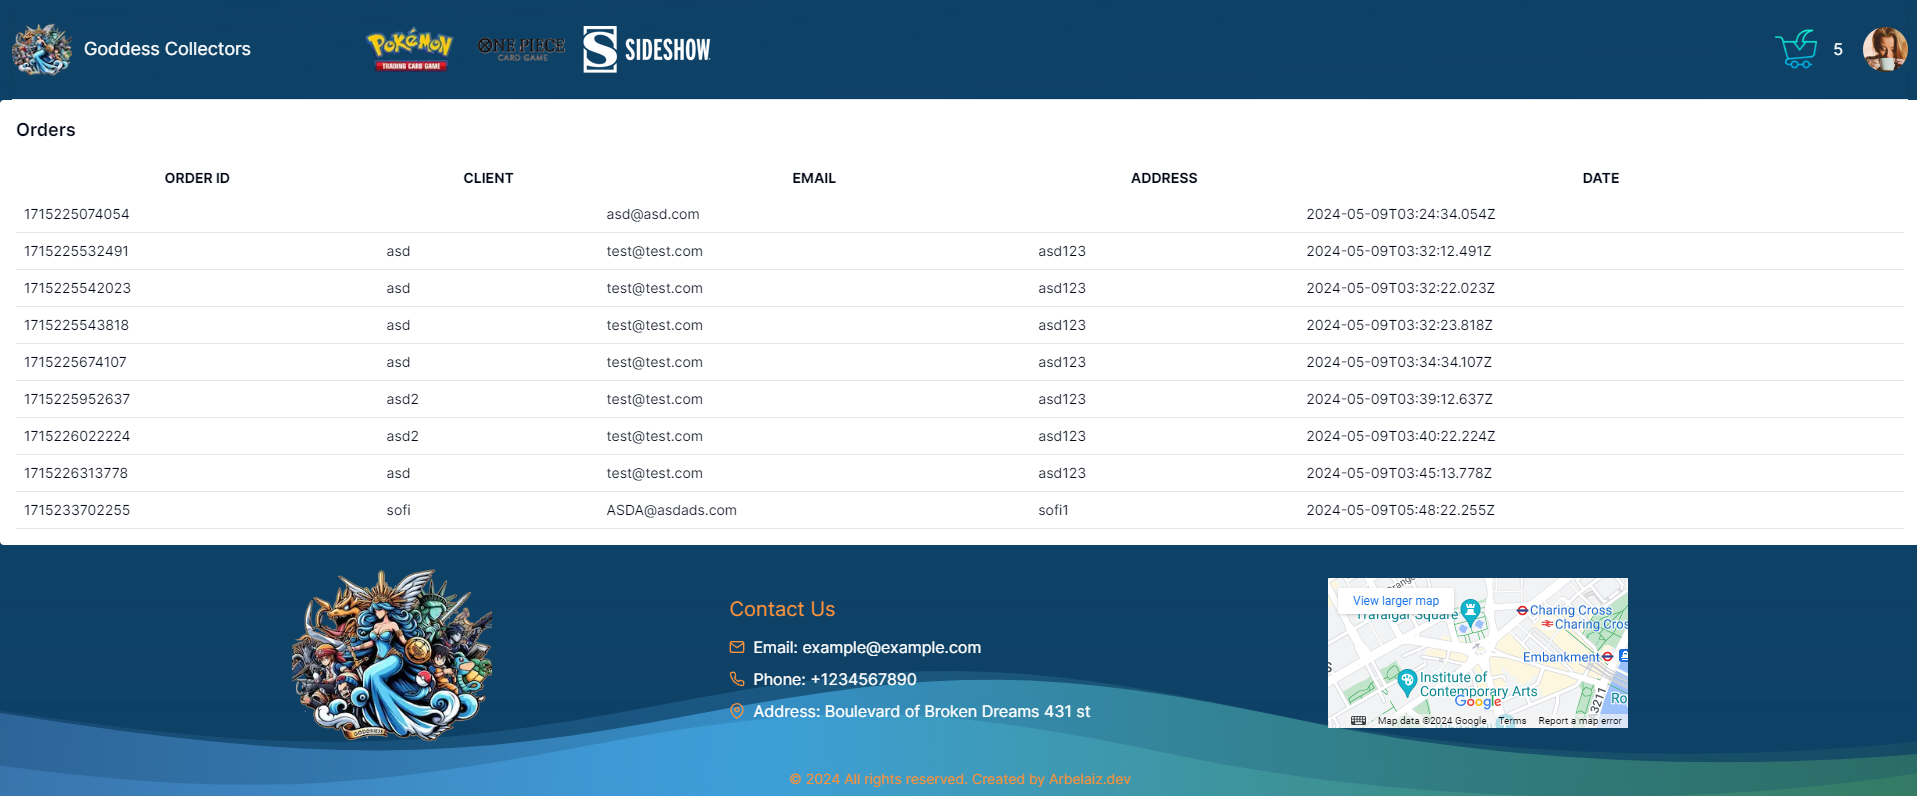 Goddess Collectors
POKÉMON
TRADING CARD GAME
ONE PIECE
CARD GAME
S SIDESHOW
5
Orders
ORDER ID CLIENT EMAIL ADDRESS DATE
1715225074054 asd@asd.com 2024-05-09T03:24:34.054Z
1715225532491 asd test@test.com asd123 2024-05-09T03:32:12.491Z
1715225542023 asd test@test.com asd123 2024-05-09T03:32:22.023Z
1715225543818 asd test@test.com asd123 2024-05-09T03:32:23.818Z
1715225674107 asd test@test.com asd123 2024-05-09T03:34:34.107Z
1715225952637 asd2 test@test.com asd123 2024-05-09T03:39:12.637Z
1715226022224 asd2 test@test.com asd123 2024-05-09T03:40:22.224Z
1715226313778 asd test@test.com asd123 2024-05-09T03:45:13.778Z
1715233702255 sofi ASDA@asdads.com sofi1 2024-05-09T05:48:22.255Z
Contact Us
Email: example@example.com
Phone: +1234567890
Address: Boulevard of Broken Dreams 431 st
View larger map
Trafalgar Square
Charing Cross
Charing Cros
Embankment
Institute of
Contemporary Arts
Google
A3211
Ro
Map data ©2024 Google Terms Report a map error
© 2024 All rights reserved. Created by Arbelaiz.dev